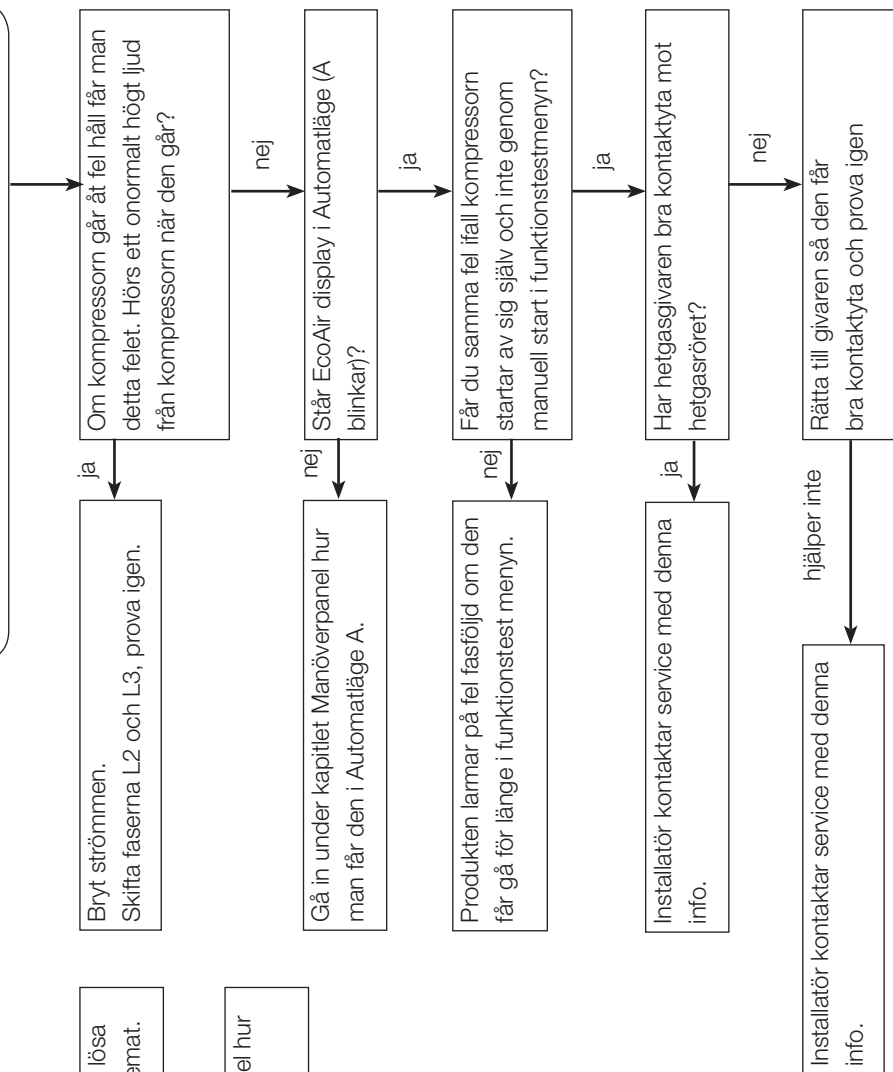 Om kompressorn går åt fel håll får man
detta felet. Hörs ett onormalt högt ljud
från kompressorn när den går?
ja
Bryt strömmen.
Skifta faserna L2 och L3, prova igen.
nej
Står EcoAir display i Automatläge (A
blinkar)?
nej
Gå in under kapitlet Manöverpanel hur
man får den i Automatläge A.
ja
Får du samma fel ifall kompressorn
startar av sig själv och inte genom
manuell start i funktionstestmenyn?
nej
Produkten larmar på fel fasföljd om den
får gå för länge i funktionstest menyn.
ja
Har hetgasgivaren bra kontaktyta mot
hetgasröret?
ja
Installatör kontaktar service med denna
info.
nej
Rätta till givaren så den får
bra kontaktyta och prova igen
hjälper inte
Installatör kontaktar service med denna
info.
lösa
emat.
el hur